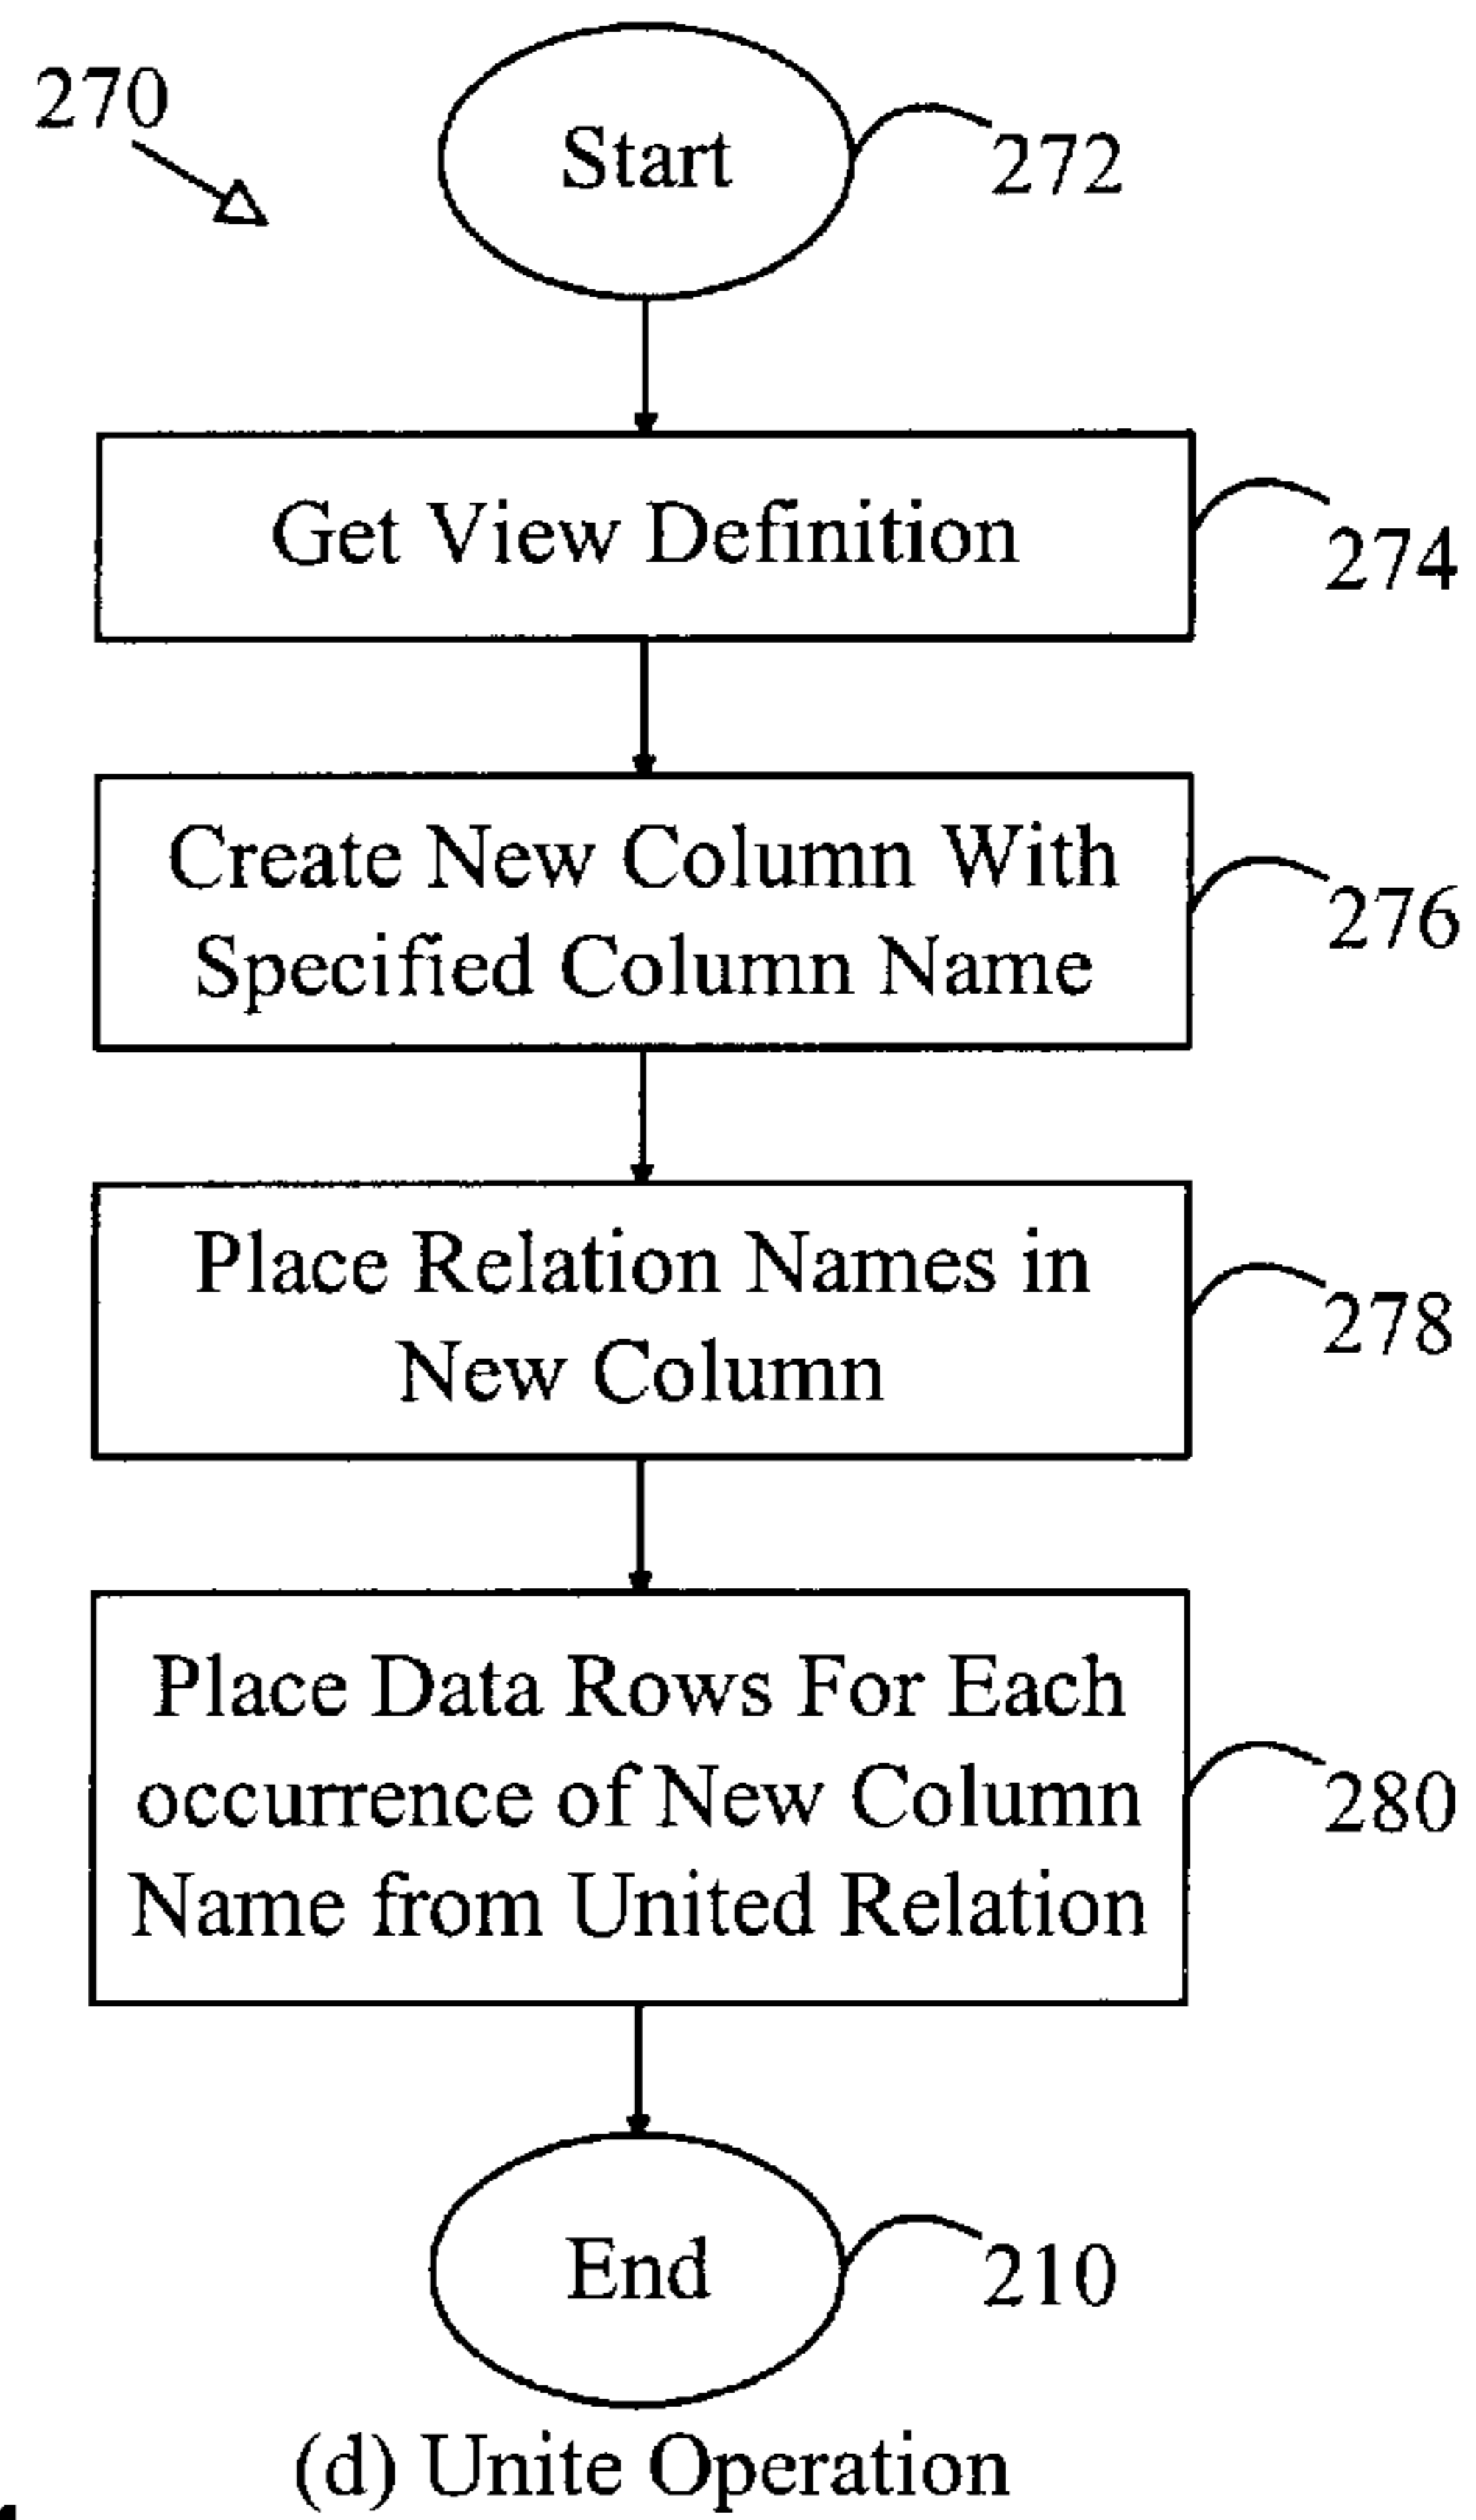 270
Start
272
Get View Definition
274
Create New Column With
Specified Column Name
276
Place Relation Names in
New Column
278
Place Data Rows For Each
occurrence of New Column
Name from United Relation
280
End
210
(d) Unite Operation